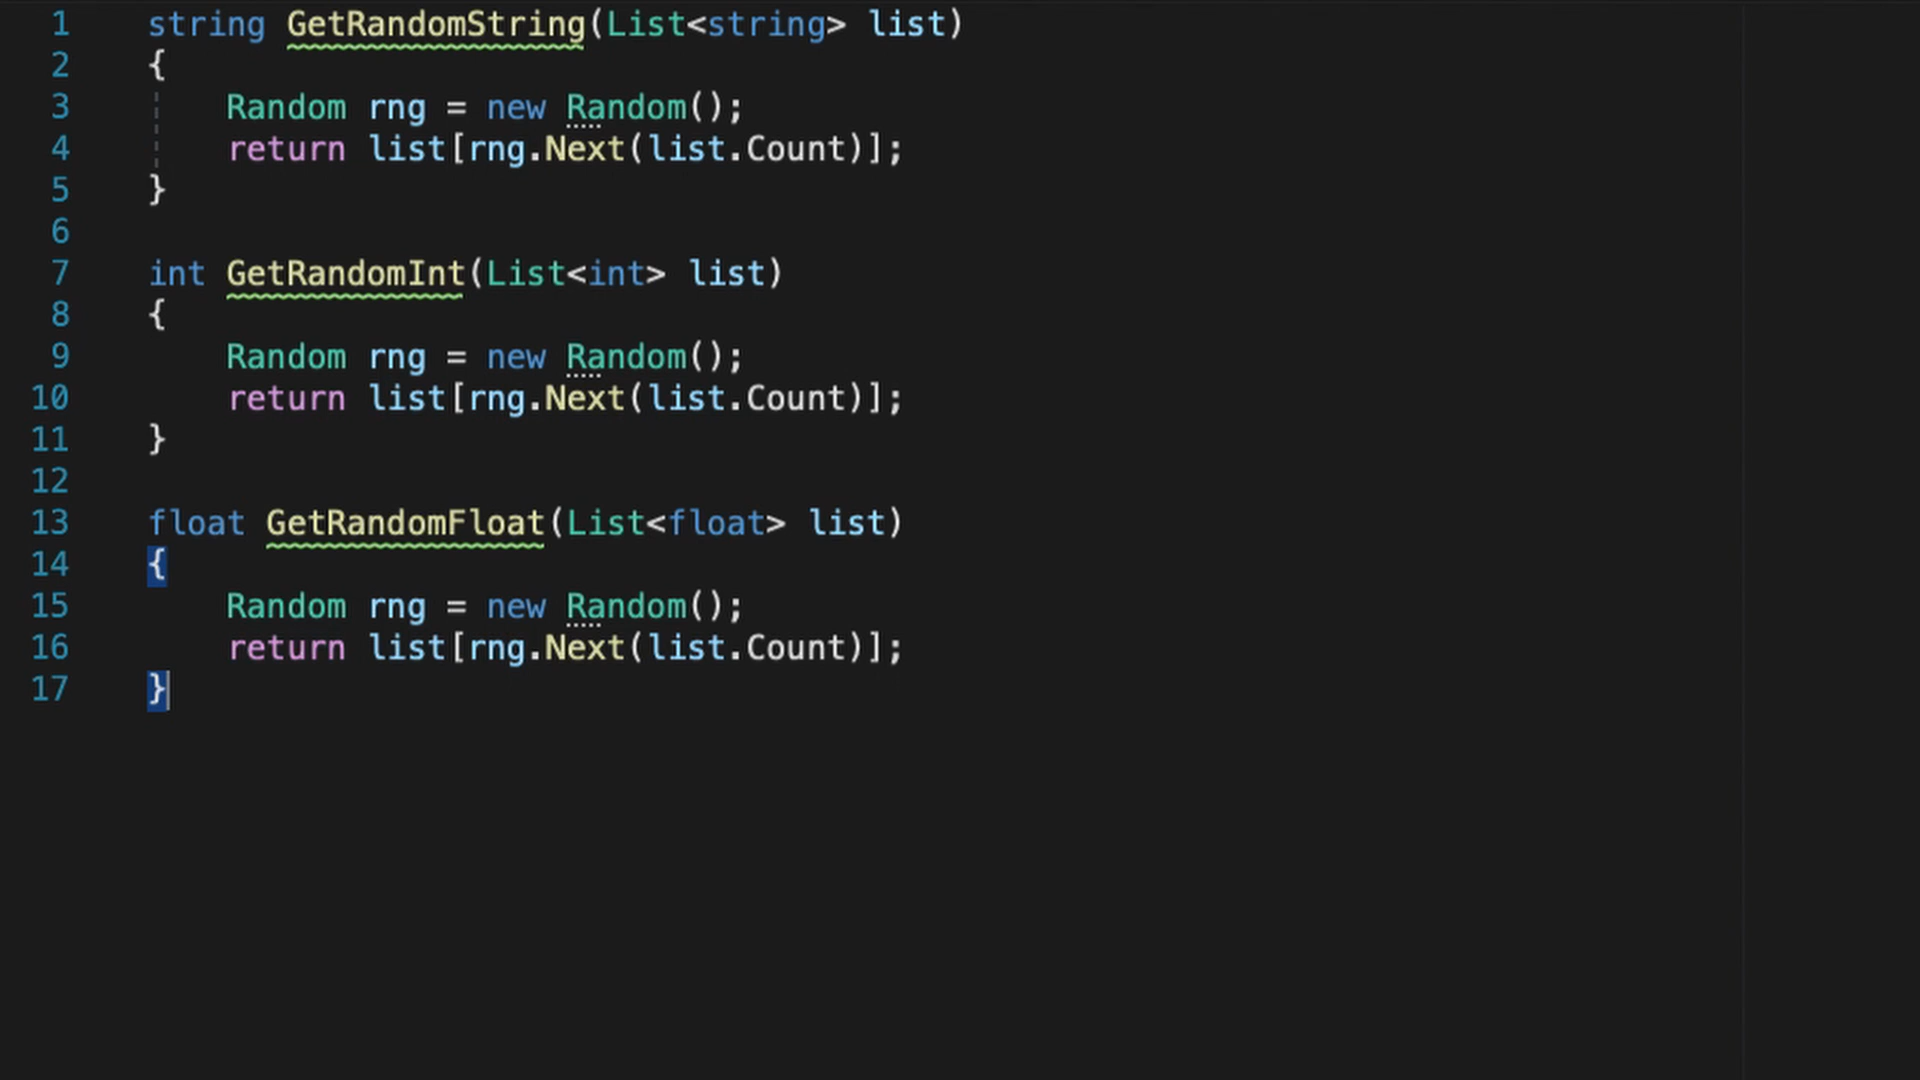 1 string GetRandomString(List<string> list)
2 {
3     Random rng = new Random();
4     return list[rng.Next(list.Count)];
5 }
6
7 int GetRandomInt(List<int> list)
8 {
9     Random rng = new Random();
10     return list[rng.Next(list.Count)];
11 }
12
13 float GetRandomFloat(List<float> list)
14 {
15     Random rng = new Random();
16     return list[rng.Next(list.Count)];
17 }